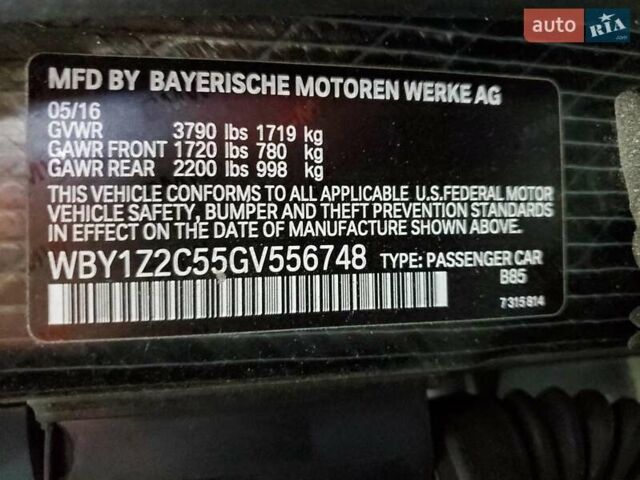 auto RIA.com
MFD BY BAYERISCHE MOTOREN WERKE AG
05/16
GVWR 3790 lbs 1719 kg
GAWR FRONT 1720 lbs 780 kg
GAWR REAR 2200 lbs 998 kg
THIS VEHICLE CONFORMS TO ALL APPLICABLE U.S.FEDERAL MOTOR
VEHICLE SAFETY, BUMPER AND THEFT PREVENTION STANDARDS
IN EFFECT ON THE DATE OF MANUFACTURE SHOWN ABOVE.
WBY1Z2C55GV556748 TYPE: PASSENGER CAR
B85
7315814